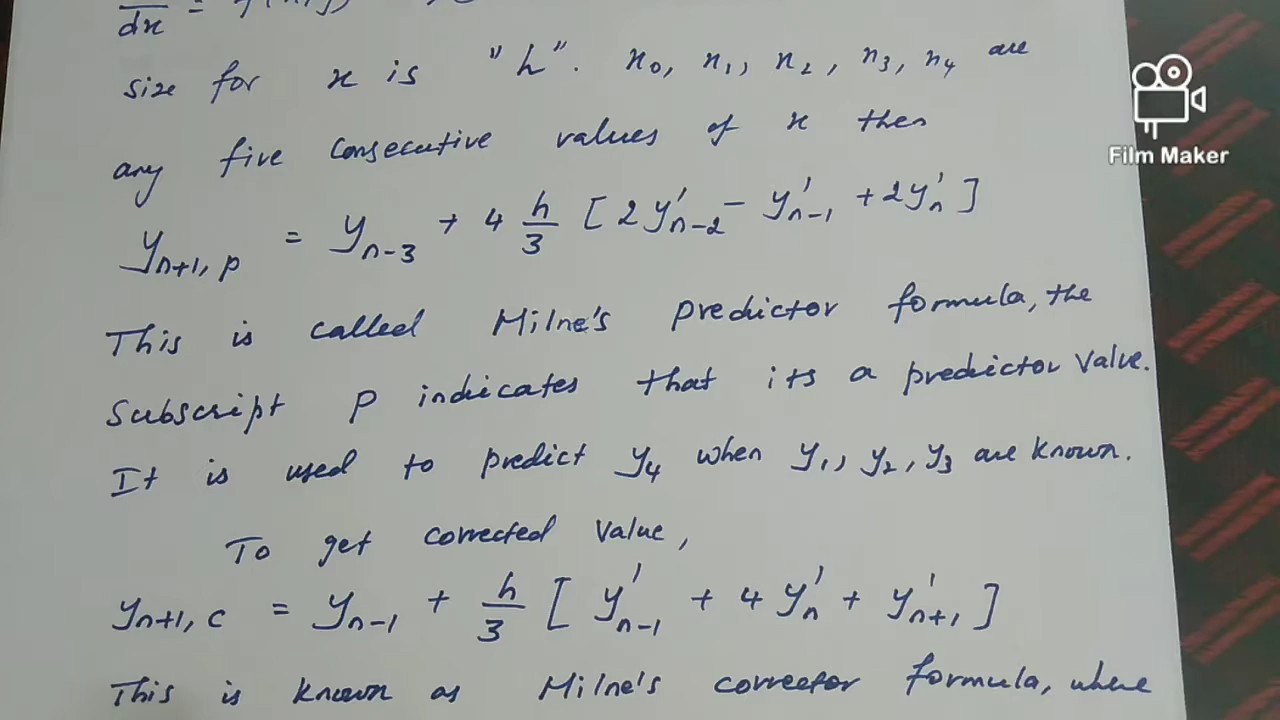 dx = f(x,y)
size for x is "h". x₀, x₁, x₂, x₃, x₄ are
any five consecutive values of x then
yₙ₊₁,ₚ = yₙ₋₃ + 4 h/3 [2y'ₙ₋₂ - y'ₙ₋₁ + 2y'ₙ]
This is called Milne's predictor formula, the
subscript P indicates that its a predictor value.
It is used to predict y₄ when y₁, y₂, y₃ are known.
To get corrected value,
yₙ₊₁, c = yₙ₋₁ + h/3 [y'ₙ₋₁ + 4y'ₙ + y'ₙ₊₁]
This is known as Milne's corrector formula, where
Film Maker